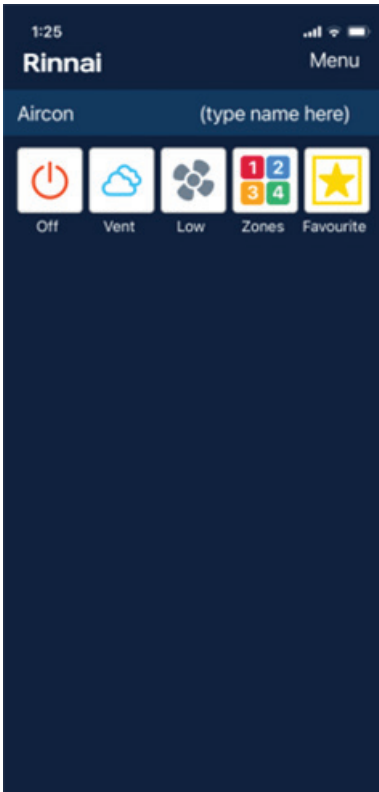 1:25
Rinnai Menu
Aircon (type name here)
1 2
3 4
Off Vent Low Zones Favourite